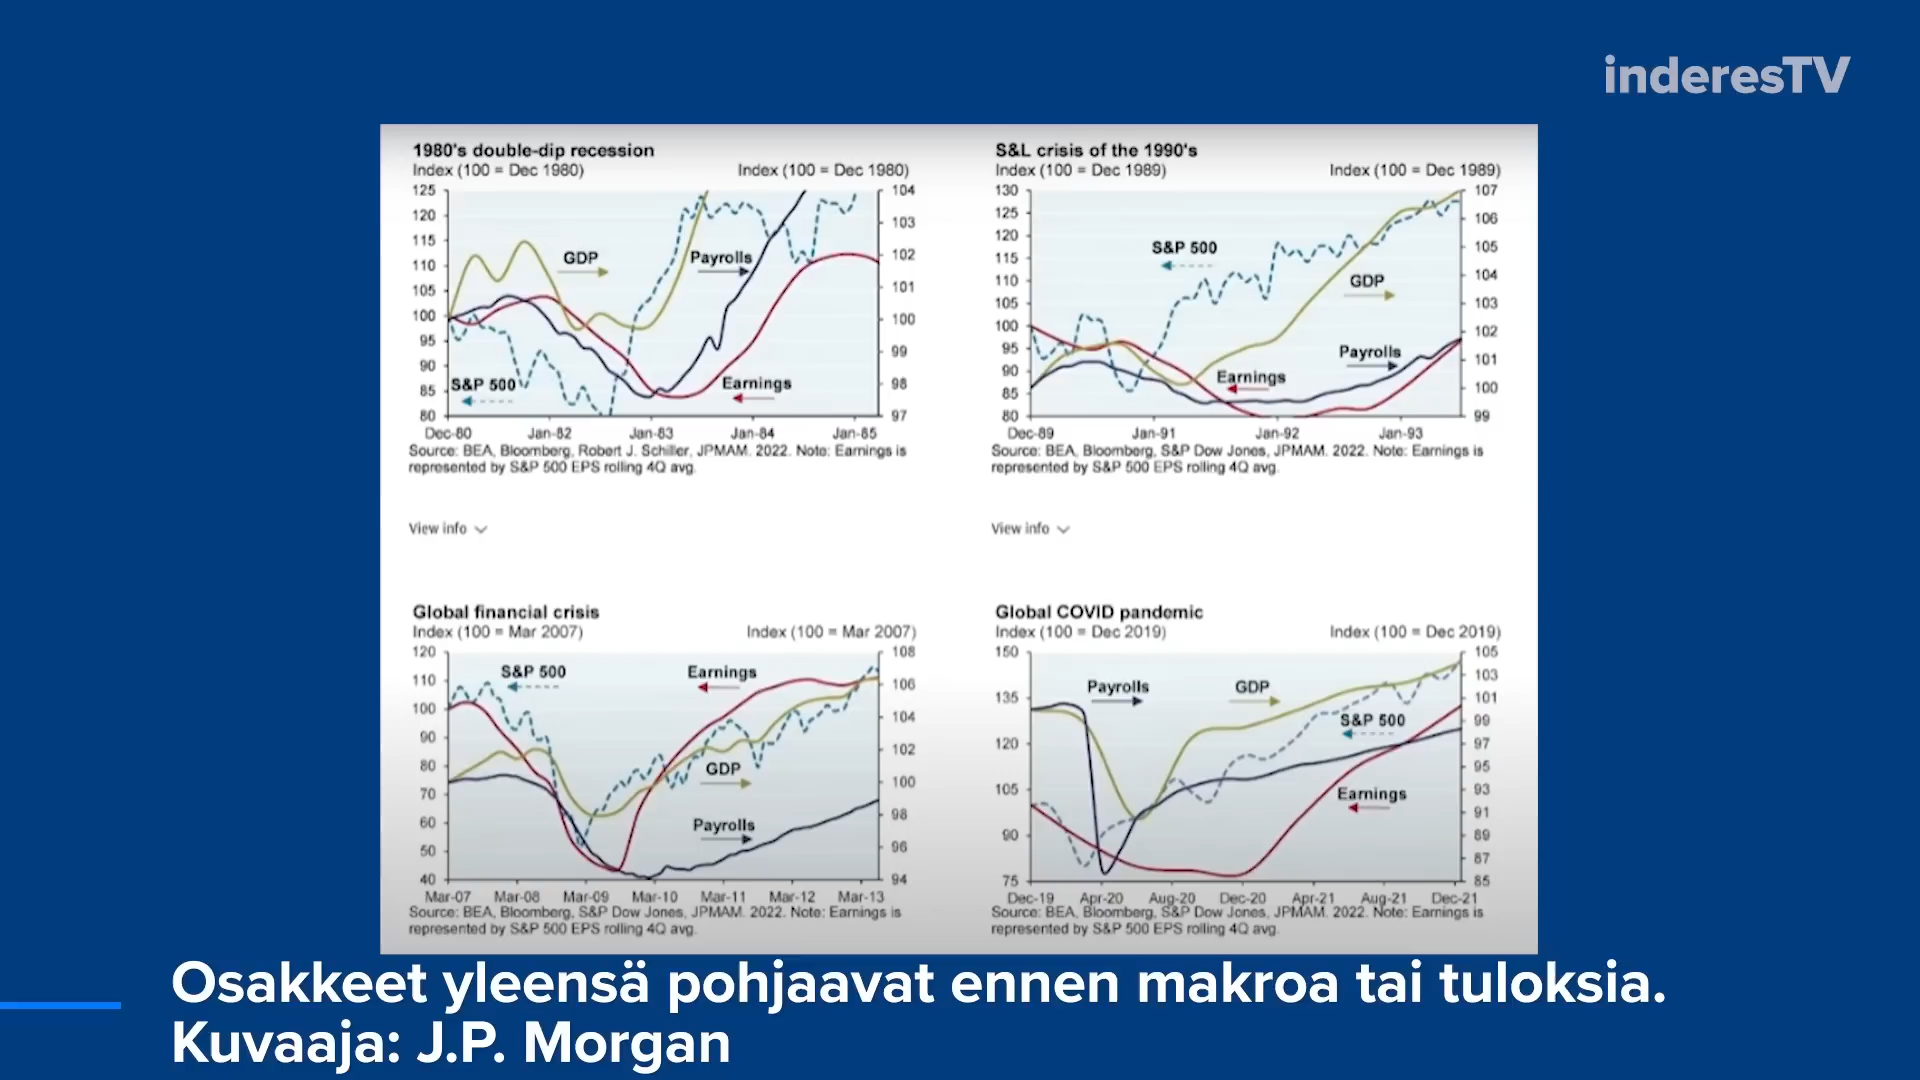 inderesTV
1980's double-dip recession
Index (100 = Dec 1980) Index (100 = Dec 1980)
125 104
120 103
115 102
110 101
105 100
100 99
95 98
90 97
85
80
GDP
Payrolls
S&P 500
Earnings
Dec-80 Jan-82 Jan-83 Jan-84 Jan-85
Source: BEA, Bloomberg, Robert J. Schiller, JPMAM. 2022. Note: Earnings is
represented by S&P 500 EPS rolling 4Q avg.
View info
S&L crisis of the 1990's
Index (100 = Dec 1989) Index (100 = Dec 1989)
130 107
125 106
120 105
115 104
110 103
105 102
100 101
95 100
90 99
85
80
S&P 500
GDP
Payrolls
Earnings
Dec-89 Jan-91 Jan-92 Jan-93
Source: BEA, Bloomberg, S&P Dow Jones, JPMAM. 2022. Note: Earnings is
represented by S&P 500 EPS rolling 4Q avg.
View info
Global financial crisis
Index (100 = Mar 2007) Index (100 = Mar 2007)
120 108
110 106
100 104
90 102
80 100
70 98
60 96
50 94
40
S&P 500
Earnings
GDP
Payrolls
Mar-07 Mar-08 Mar-09 Mar-10 Mar-11 Mar-12 Mar-13
Source: BEA, Bloomberg, S&P Dow Jones, JPMAM. 2022. Note: Earnings is
represented by S&P 500 EPS rolling 4Q avg.
Global COVID pandemic
Index (100 = Dec 2019) Index (100 = Dec 2019)
150 105
135 103
120 101
105 99
90 97
75 95
93
91
89
87
85
Payrolls
GDP
S&P 500
Earnings
Dec-19 Apr-20 Aug-20 Dec-20 Apr-21 Aug-21 Dec-21
Source: BEA, Bloomberg, S&P Dow Jones, JPMAM. 2022. Note: Earnings is
represented by S&P 500 EPS rolling 4Q avg.
Osakkeet yleensä pohjaavat ennen makroa tai tuloksia.
Kuvaaja: J.P. Morgan